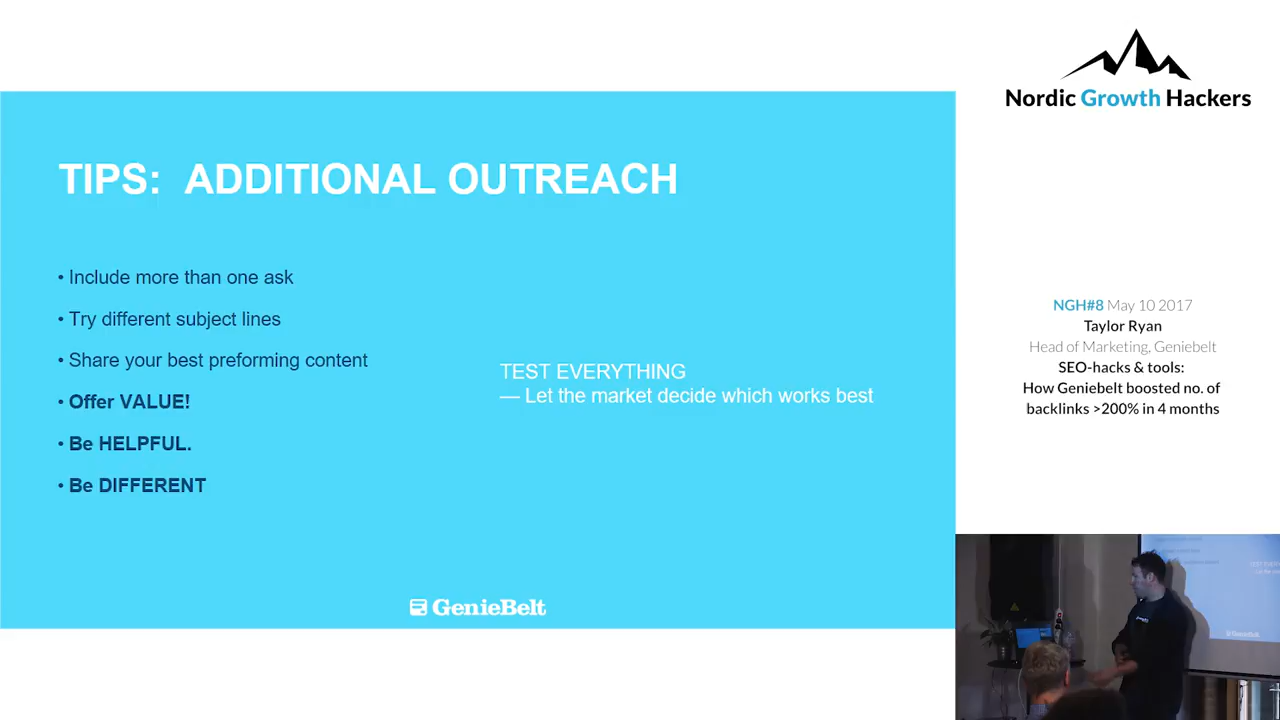 TIPS: ADDITIONAL OUTREACH
• Include more than one ask
• Try different subject lines
• Share your best preforming content
• Offer VALUE!
• Be HELPFUL.
• Be DIFFERENT
TEST EVERYTHING
— Let the market decide which works best
GenieBelt
Nordic Growth Hackers
NGH#8 May 10 2017
Taylor Ryan
Head of Marketing, Geniebelt
SEO-hacks & tools:
How Geniebelt boosted no. of
backlinks >200% in 4 months
GenieBelt